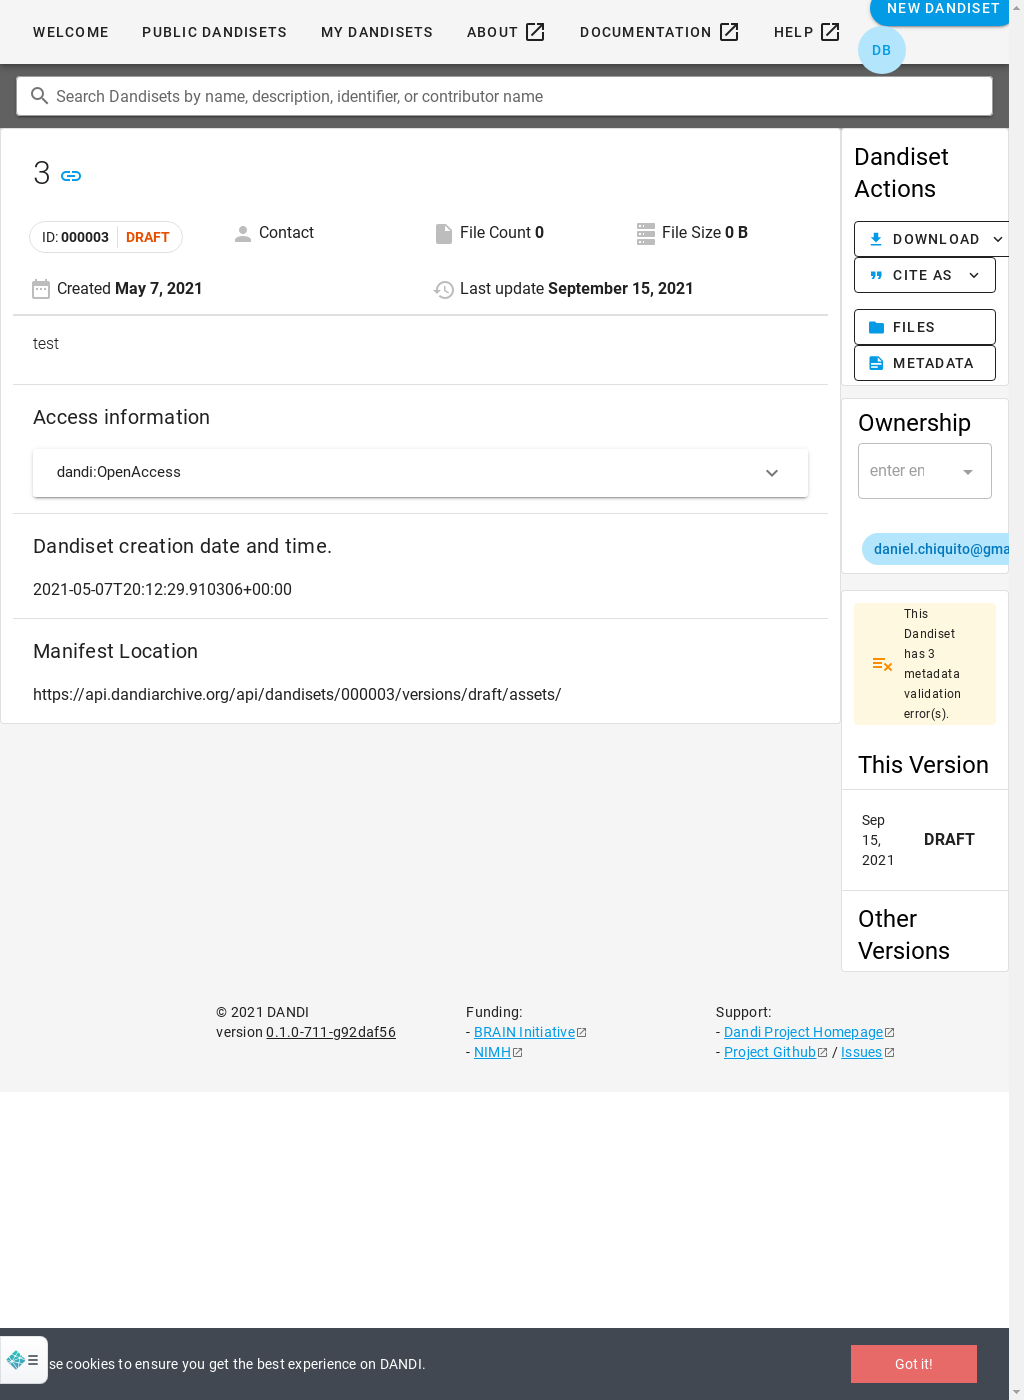 WELCOME
PUBLIC DANDISETS
MY DANDISETS
ABOUT
DOCUMENTATION
HELP
NEW DANDISET
DB
Search Dandisets by name, description, identifier, or contributor name
3
ID: 000003 DRAFT
Contact
File Count 0
File Size 0 B
Created May 7, 2021
Last update September 15, 2021
test
Access information
dandi:OpenAccess
Dandiset creation date and time.
2021-05-07T20:12:29.910306+00:00
Manifest Location
https://api.dandiarchive.org/api/dandisets/000003/versions/draft/assets/
Dandiset
Actions
DOWNLOAD
CITE AS
FILES
METADATA
Ownership
enter
daniel.chiquito@gma
This
Dandiset
has 3
metadata
validation
error(s).
This Version
Sep
15,
2021
DRAFT
Other
Versions
© 2021 DANDI
version 0.1.0-711-g92daf56
Funding:
- BRAIN Initiative
- NIMH
Support:
- Dandi Project Homepage
- Project Github / Issues
se cookies to ensure you get the best experience on DANDI.
Got it!